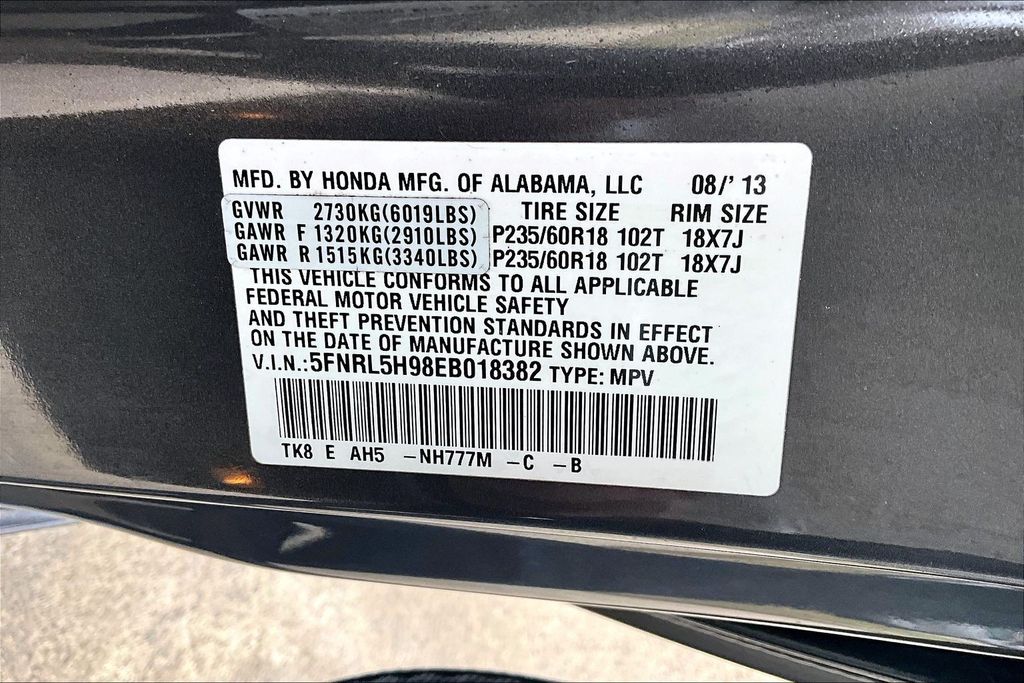 MFD. BY HONDA MFG. OF ALABAMA, LLC 08/'13
GVWR 2730KG(6019LBS) TIRE SIZE RIM SIZE
GAWR F 1320KG(2910LBS) P235/60R18 102T 18X7J
GAWR R 1515KG(3340LBS) P235/60R18 102T 18X7J
THIS VEHICLE CONFORMS TO ALL APPLICABLE
FEDERAL MOTOR VEHICLE SAFETY
AND THEFT PREVENTION STANDARDS IN EFFECT
ON THE DATE OF MANUFACTURE SHOWN ABOVE.
V.I.N.:5FNRL5H98EB018382 TYPE: MPV
TK8 E AH5 -NH777M -C -B